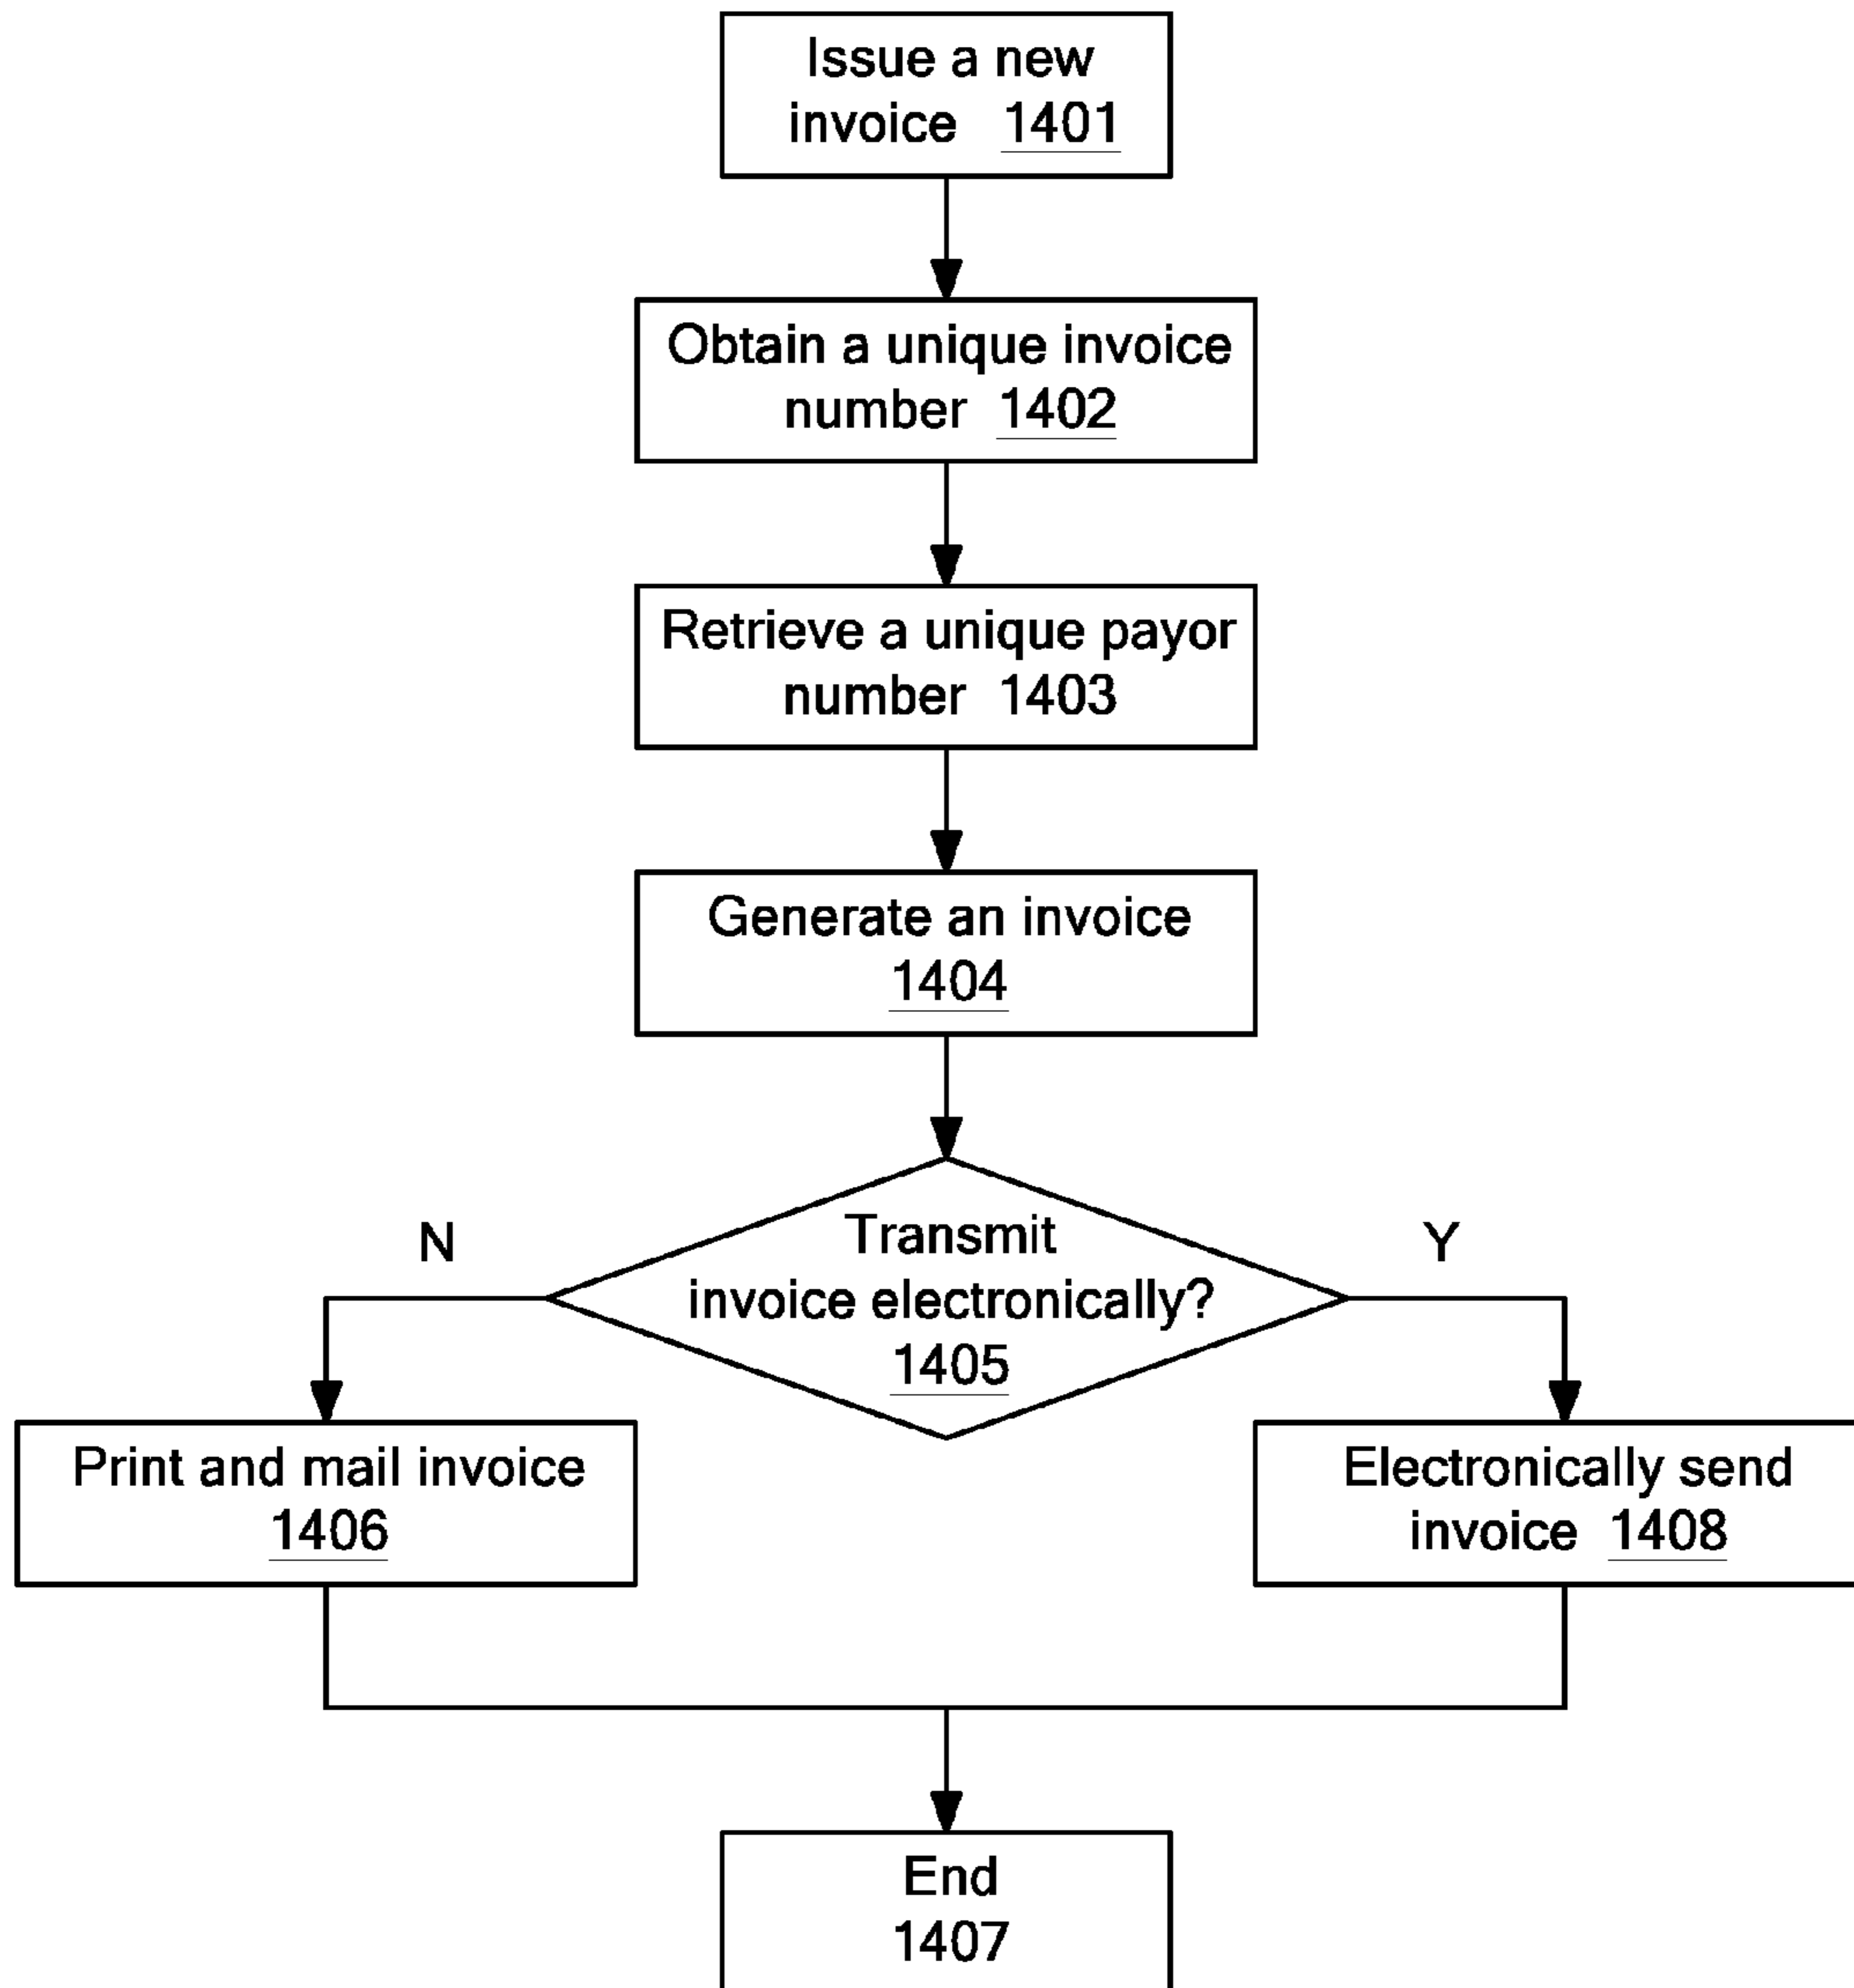 Issue a new
invoice 1401
Obtain a unique invoice
number 1402
Retrieve a unique payor
number 1403
Generate an invoice
1404
Transmit
invoice electronically?
1405
N
Y
Print and mail invoice
1406
Electronically send
invoice 1408
End
1407